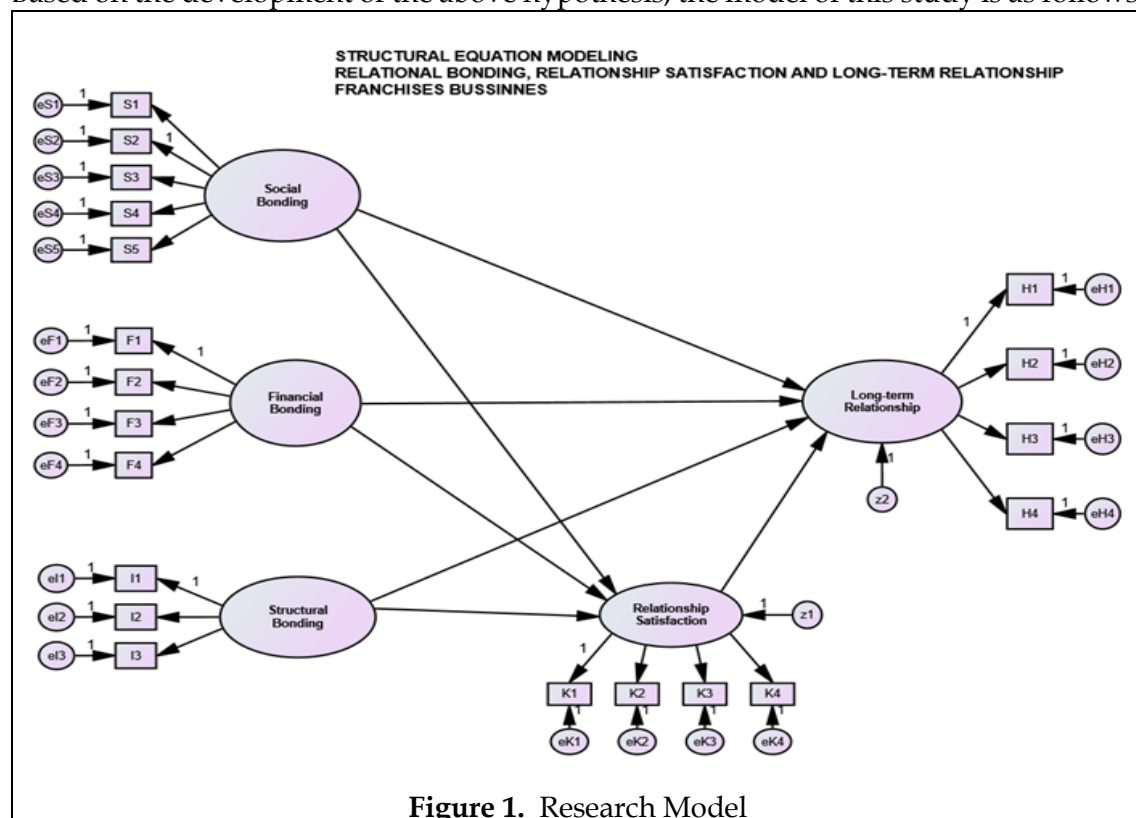 Based on the development of the above hypothesis, the model of this study is as follows
STRUCTURAL EQUATION MODELING
RELATIONAL BONDING, RELATIONSHIP SATISFACTION AND LONG-TERM RELATIONSHIP
FRANCHISES BUSSINNES
eS1 1 S1
eS2 1 S2 1
eS3 1 S3
eS4 1 S4
eS5 1 S5
Social
Bonding
eF1 1 F1 1
eF2 1 F2
eF3 1 F3
eF4 1 F4
Financial
Bonding
eI1 1 I1 1
eI2 1 I2
eI3 1 I3
Structural
Bonding
Long-term
Relationship
1
z2
1 H1 1 eH1
H2 1 eH2
H3 1 eH3
H4 1 eH4
Relationship
Satisfaction
1 z1
1
K1 K2 K3 K4
1 1 1 1
eK1 eK2 eK3 eK4
Figure 1. Research Model